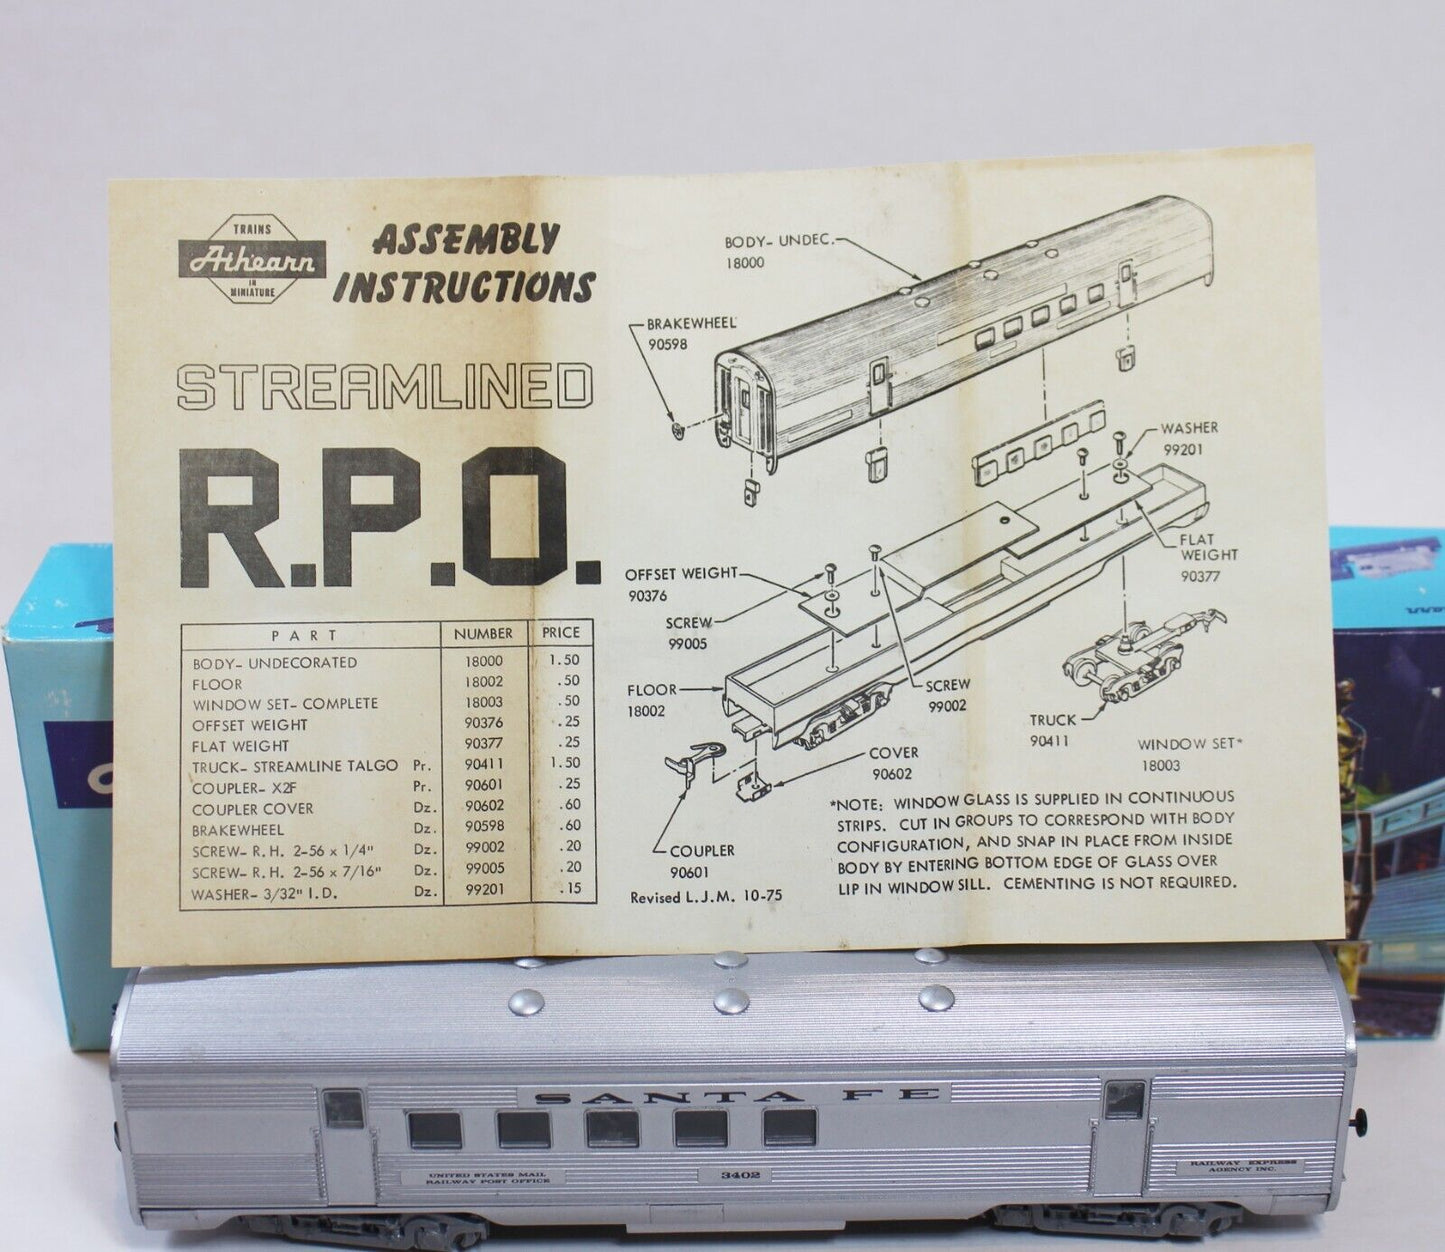 TRAINS
Athearn
IN
MINIATURE
ASSEMBLY
INSTRUCTIONS
STREAMLINED
R.P.O.
PART NUMBER PRICE
BODY- UNDECORATED 18000 1.50
FLOOR 18002 .50
WINDOW SET- COMPLETE 18003 .50
OFFSET WEIGHT 90376 .25
FLAT WEIGHT 90377 .25
TRUCK- STREAMLINE TALGO Pr. 90411 1.50
COUPLER- X2F Pr. 90601 .25
COUPLER COVER Dz. 90602 .60
BRAKEWHEEL Dz. 90598 .60
SCREW- R.H. 2-56 x 1/4" Dz. 99002 .20
SCREW- R.H. 2-56 x 7/16" Dz. 99005 .20
WASHER- 3/32" I.D. Dz. 99201 .15
BODY- UNDEC.
18000
BRAKEWHEEL
90598
WASHER
99201
FLAT
WEIGHT
90377
OFFSET WEIGHT
90376
SCREW
99005
FLOOR
18002
SCREW
99002
TRUCK
90411
WINDOW SET*
18003
COVER
90602
COUPLER
90601
Revised L.J.M. 10-75
*NOTE: WINDOW GLASS IS SUPPLIED IN CONTINUOUS
STRIPS. CUT IN GROUPS TO CORRESPOND WITH BODY
CONFIGURATION, AND SNAP IN PLACE FROM INSIDE
BODY BY ENTERING BOTTOM EDGE OF GLASS OVER
LIP IN WINDOW SILL. CEMENTING IS NOT REQUIRED.
SANTA FE
UNITED STATES MAIL
RAILWAY POST OFFICE
3402
RAILWAY EXPRESS
AGENCY INC.